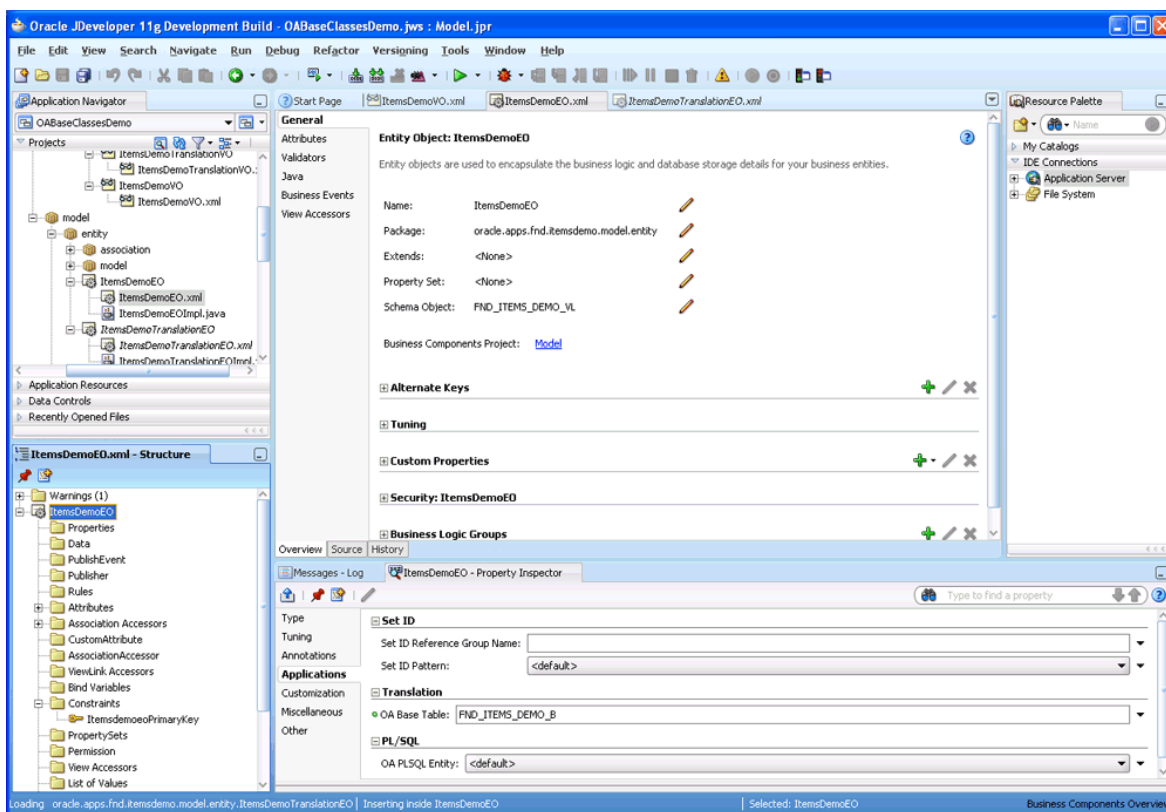 Oracle JDeveloper 11g Development Build - OABaseClassesDemo.jws : Model.jpr
File Edit View Search Navigate Run Debug Refactor Versioning Tools Window Help
Application Navigator
OABaseClassesDemo
Projects
ItemsDemoTranslationVO
ItemsDemoTranslationVO.
ItemsDemoVO
ItemsDemoVO.xml
model
entity
association
model
ItemsDemoEO
ItemsDemoEO.xml
ItemsDemoEOImpl.java
ItemsDemoTranslationEO
ItemsDemoTranslationEO.xml
ItemsDemoTranslationEOImpl.
Application Resources
Data Controls
Recently Opened Files
ItemsDemoEO.xml - Structure
Warnings (1)
ItemsDemoEO
Properties
Data
PublishEvent
Publisher
Rules
Attributes
Association Accessors
CustomAttribute
AssociationAccessor
ViewLink Accessors
Bind Variables
Constraints
ItemsdemoeoPrimaryKey
PropertySets
Permission
View Accessors
List of Values
Start Page ItemsDemoVO.xml ItemsDemoEO.xml ItemsDemoTranslationEO.xml
General
Attributes
Validators
Java
Business Events
View Accessors
Entity Object: ItemsDemoEO
Entity objects are used to encapsulate the business logic and database storage details for your business entities.
Name: ItemsDemoEO
Package: oracle.apps.fnd.itemsdemo.model.entity
Extends: <None>
Property Set: <None>
Schema Object: FND_ITEMS_DEMO_VL
Business Components Project: Model
Alternate Keys
Tuning
Custom Properties
Security: ItemsDemoEO
Business Logic Groups
Overview Source History
Messages - Log ItemsDemoEO - Property Inspector
Type to find a property
Type
Tuning
Annotations
Applications
Customization
Miscellaneous
Other
Set ID
Set ID Reference Group Name:
Set ID Pattern: <default>
Translation
OA Base Table: FND_ITEMS_DEMO_B
PL/SQL
OA PLSQL Entity: <default>
Resource Palette
Name
My Catalogs
IDE Connections
Application Server
File System
Loading oracle.apps.fnd.itemsdemo.model.entity.ItemsDemoTranslationEO Inserting inside ItemsDemoEO Selected: ItemsDemoEO Business Components Overview